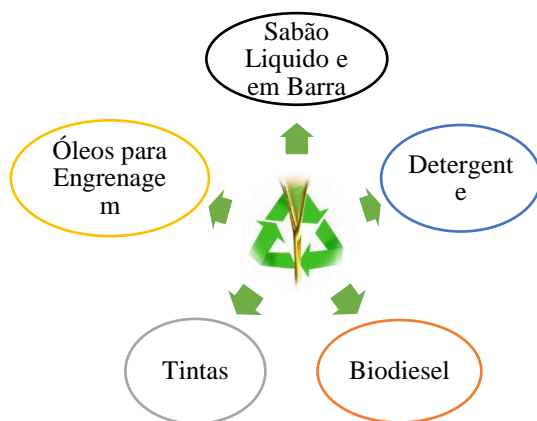 Sabão
Liquido e
em Barra
Óleos para
Engrenage
m
Detergent
e
Tintas
Biodiesel